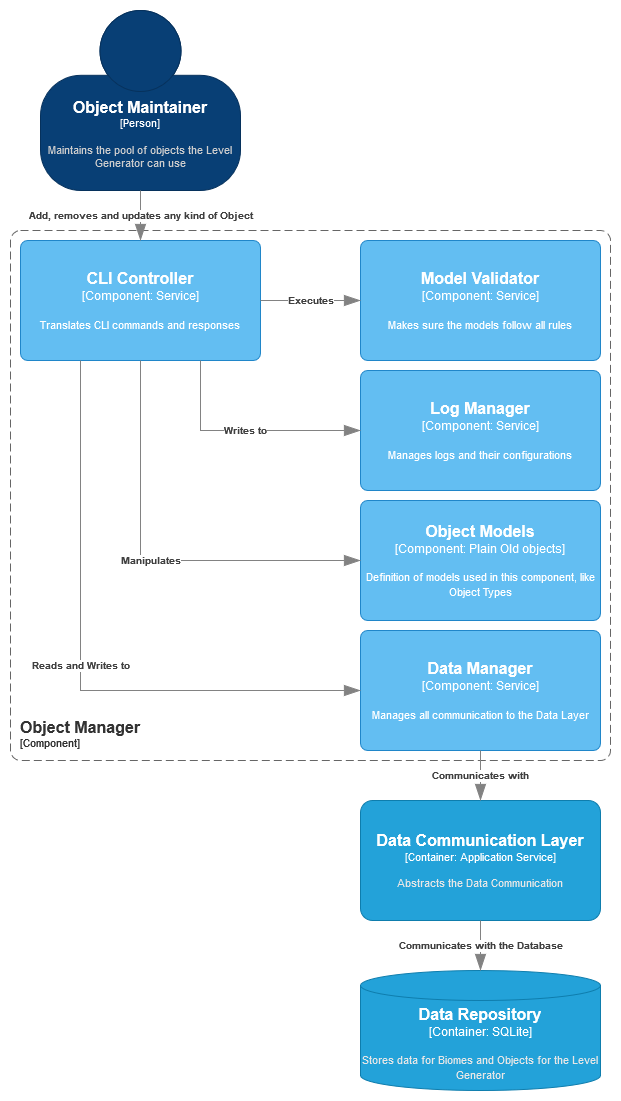 Object Maintainer
[Person]
Maintains the pool of objects the Level
Generator can use
Add, removes and updates any kind of Object
CLI Controller
[Component: Service]
Translates CLI commands and responses
Executes
Model Validator
[Component: Service]
Makes sure the models follow all rules
Writes to
Log Manager
[Component: Service]
Manages logs and their configurations
Manipulates
Object Models
[Component: Plain Old objects]
Definition of models used in this component, like
Object Types
Reads and Writes to
Data Manager
[Component: Service]
Manages all communication to the Data Layer
Object Manager
[Component]
Communicates with
Data Communication Layer
[Container: Application Service]
Abstracts the Data Communication
Communicates with the Database
Data Repository
[Container: SQLite]
Stores data for Biomes and Objects for the Level
Generator